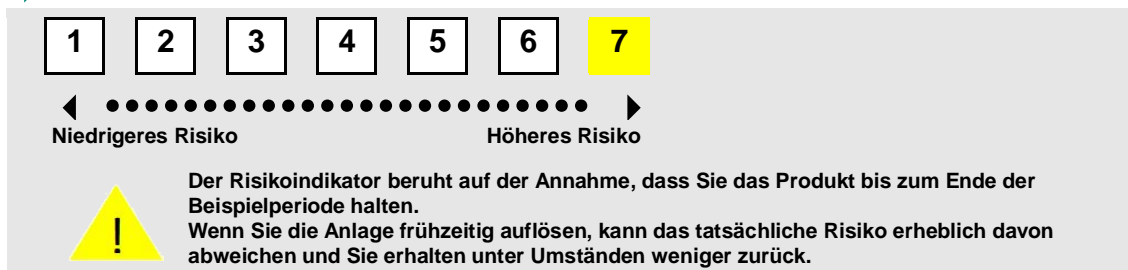 1 2 3 4 5 6 7
Niedrigeres Risiko Höheres Risiko
Der Risikoindikator beruht auf der Annahme, dass Sie das Produkt bis zum Ende der
Beispielperiode halten.
!
Wenn Sie die Anlage frühzeitig auflösen, kann das tatsächliche Risiko erheblich davon
abweichen und Sie erhalten unter Umständen weniger zurück.